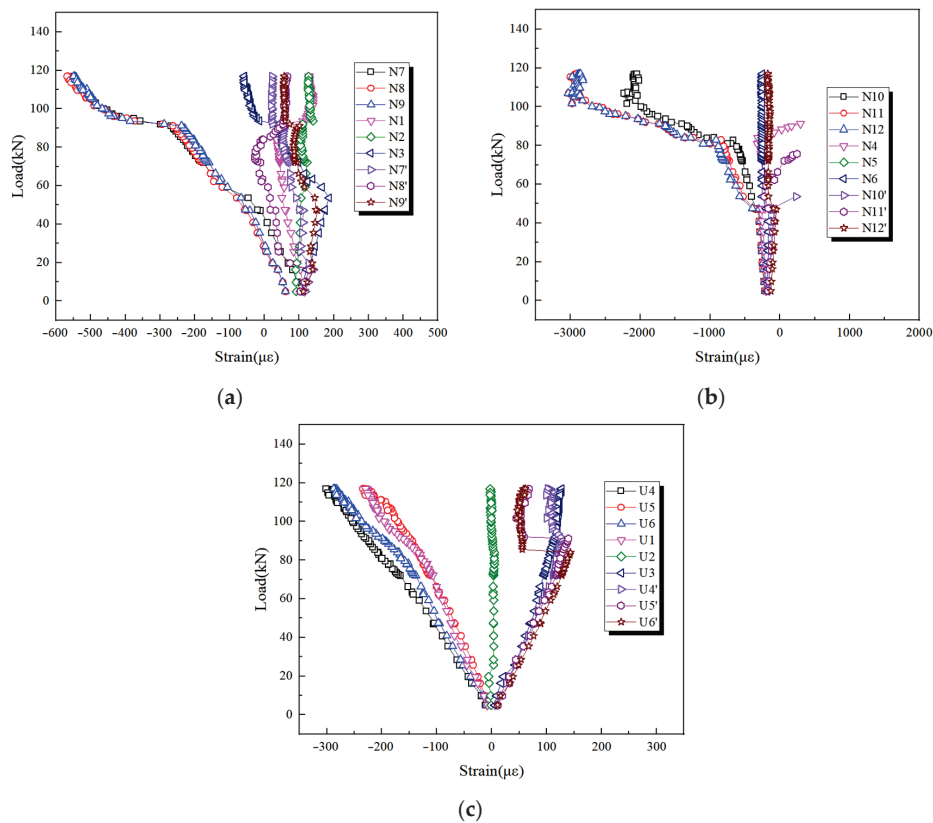 140
120
100
80
60
40
20
0
Load(kN)
−600 −500 −400 −300 −200 −100 0 100 200 300 400 500
Strain(με)
N7
N8
N9
N1
N2
N3
N7'
N8'
N9'
(a)
140
120
100
80
60
40
20
0
Load(kN)
−3000 −2000 −1000 0 1000 2000
Strain(με)
N10
N11
N12
N4
N5
N6
N10'
N11'
N12'
(b)
140
120
100
80
60
40
20
0
Load(kN)
−300 −200 −100 0 100 200 300
Strain(με)
U4
U5
U6
U1
U2
U3
U4'
U5'
U6'
(c)